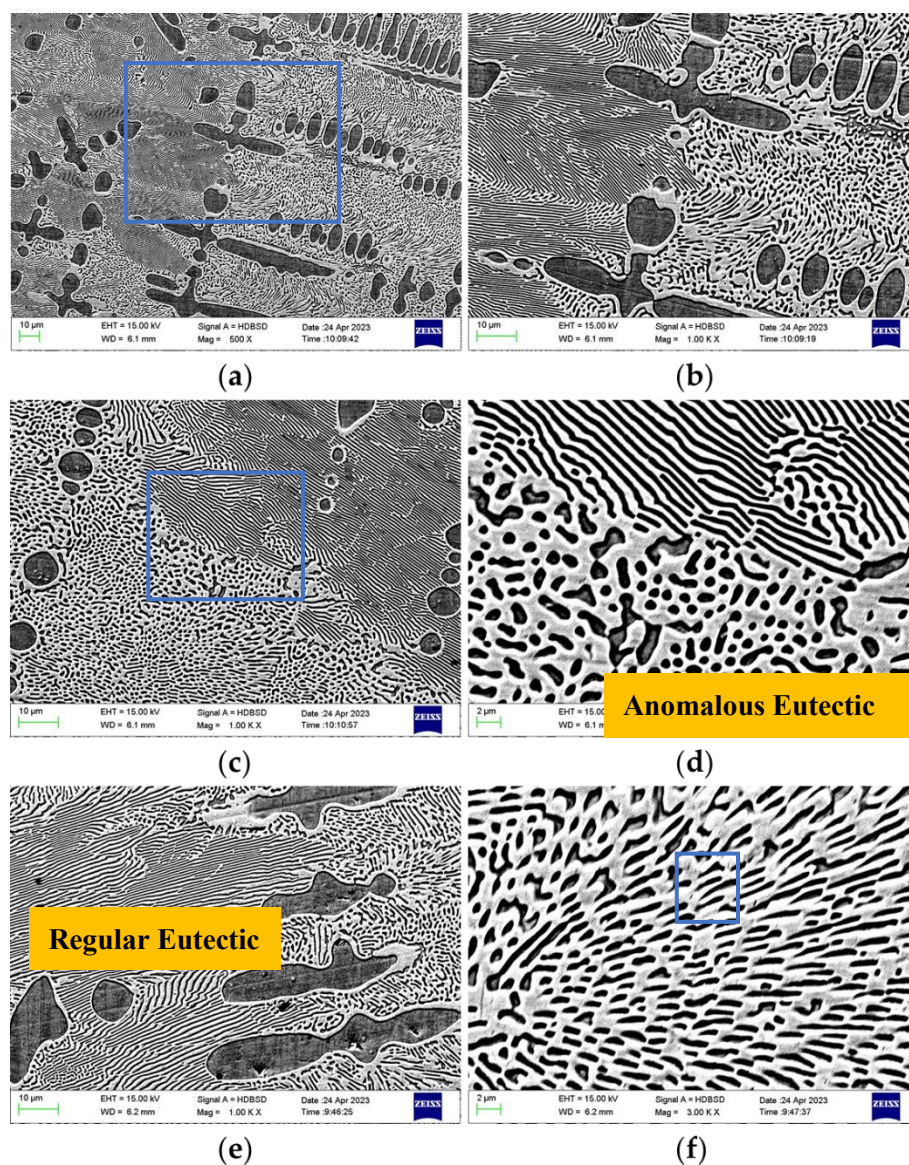 10 µm EHT = 15.00 kV Signal A = HDBSD Date :24 Apr 2023 ZEISS
WD = 6.1 mm Mag = 500 X Time :10:09:42
(a)
10 µm EHT = 15.00 kV Signal A = HDBSD Date :24 Apr 2023 ZEISS
WD = 6.1 mm Mag = 1.00 K X Time :10:09:19
(b)
10 µm EHT = 15.00 kV Signal A = HDBSD Date :24 Apr 2023 ZEISS
WD = 6.1 mm Mag = 1.00 K X Time :10:10:57
(c)
Anomalous Eutectic
2 µm EHT = 15.00
WD = 6.1
(d)
Regular Eutectic
10 µm EHT = 15.00 kV Signal A = HDBSD Date :24 Apr 2023 ZEISS
WD = 6.2 mm Mag = 1.00 K X Time :9:46:25
(e)
2 µm EHT = 15.00 kV Signal A = HDBSD Date :24 Apr 2023 ZEISS
WD = 6.2 mm Mag = 3.00 K X Time :9:47:37
(f)